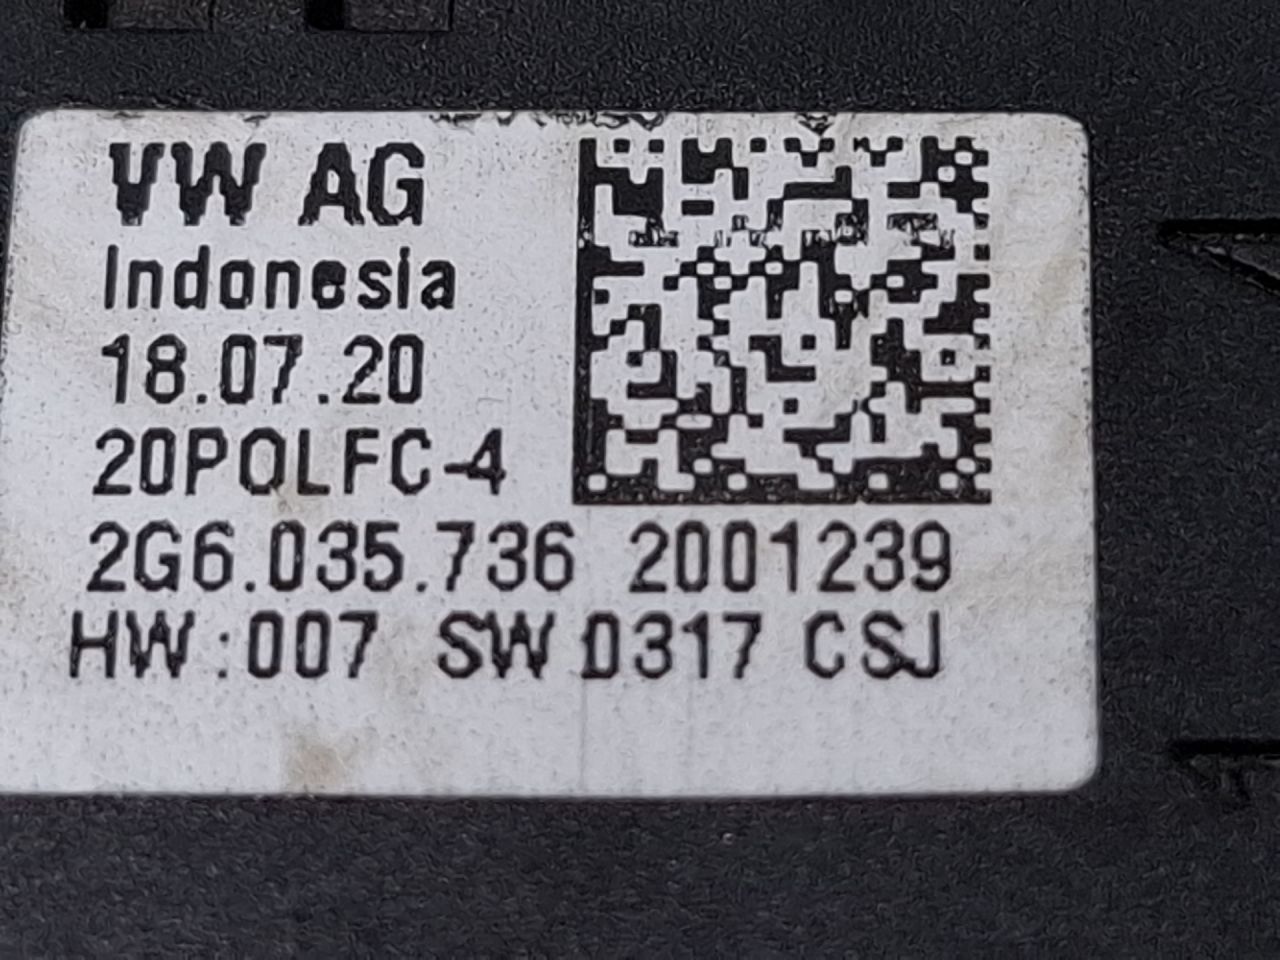 VW AG
Indonesia
18.07.20
20POLFC-4
2G6.035.736 2001239
HW:007 SW 0317 CSJ